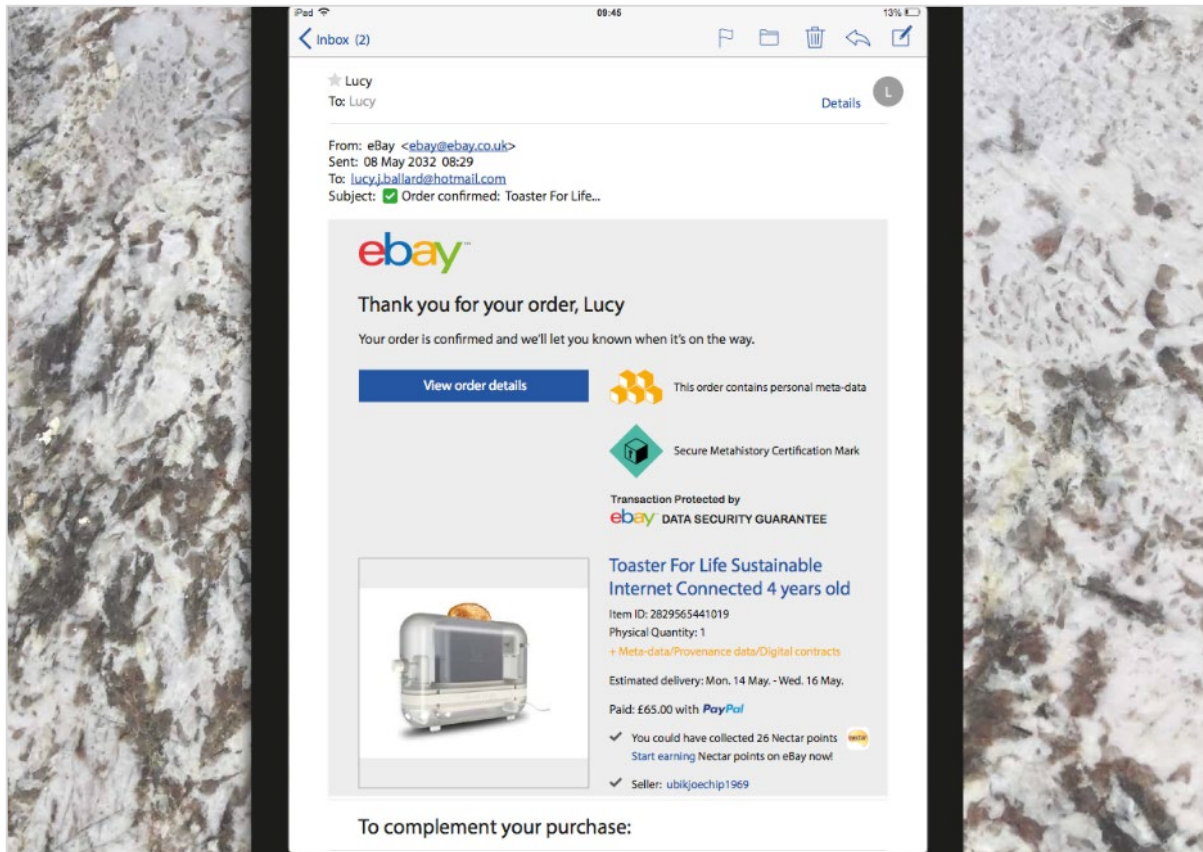 iPad
09:45
13%
Inbox (2)
Lucy
To: Lucy
Details
L
From: eBay <ebay@ebay.co.uk>
Sent: 08 May 2032 08:29
To: lucy.j.ballard@hotmail.com
Subject: ✅ Order confirmed: Toaster For Life...
ebay™
Thank you for your order, Lucy
Your order is confirmed and we'll let you known when it's on the way.
View order details
This order contains personal meta-data
Secure Metahistory Certification Mark
Transaction Protected by
ebay™ DATA SECURITY GUARANTEE
Toaster For Life Sustainable
Internet Connected 4 years old
Item ID: 2829565441019
Physical Quantity: 1
+ Meta-data/Provenance data/Digital contracts
Estimated delivery: Mon. 14 May. - Wed. 16 May.
Paid: £65.00 with PayPal
You could have collected 26 Nectar points
nectar
Start earning Nectar points on eBay now!
Seller: ubikjoechip1969
To complement your purchase: